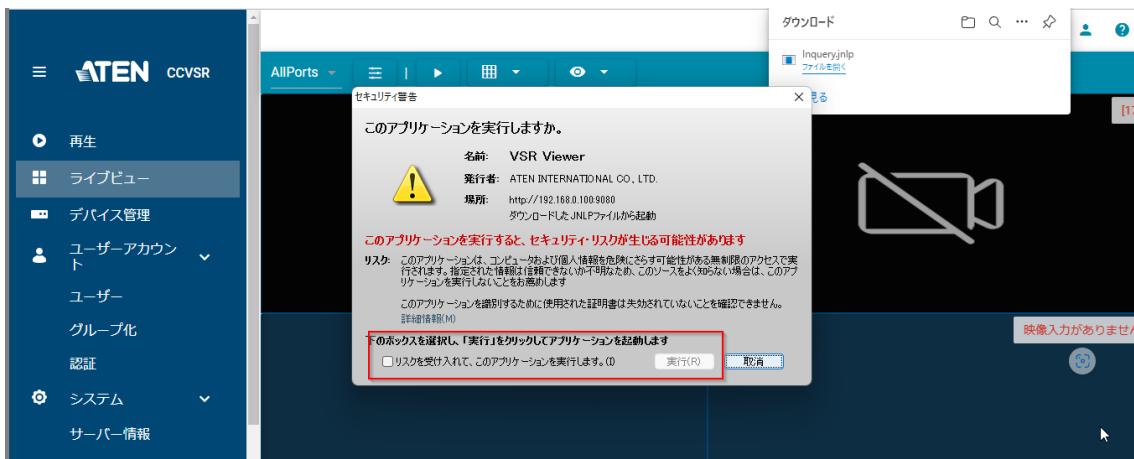 ダウンロード
Inquery.jnlp
ファイルを開く
見る
ATEN CCVSR
AllPorts
再生
ライブビュー
デバイス管理
ユーザーアカウン
ト
ユーザー
グループ化
認証
システム
サーバー情報
セキュリティ警告
このアプリケーションを実行しますか。
名前: VSR Viewer
発行者: ATEN INTERNATIONAL CO., LTD.
場所: http://192.168.0.100:9080
ダウンロードしたJNLPファイルから起動
このアプリケーションを実行すると、セキュリティ・リスクが生じる可能性があります
リスク: このアプリケーションは、コンピュータおよび個人情報を危険にさらす可能性がある無制限のアクセスで実
行されます。指定された情報は信頼できないか不明なため、このソースをよく知らない場合は、このアプ
リケーションを実行しないことをお薦めします
このアプリケーションを識別するために使用された証明書は失効されていないことを確認できません。
詳細情報(M)
下のボックスを選択し、「実行」をクリックしてアプリケーションを起動します
リスクを受け入れて、このアプリケーションを実行します。(I)
実行(R)
取消
[17
映像入力がありませ